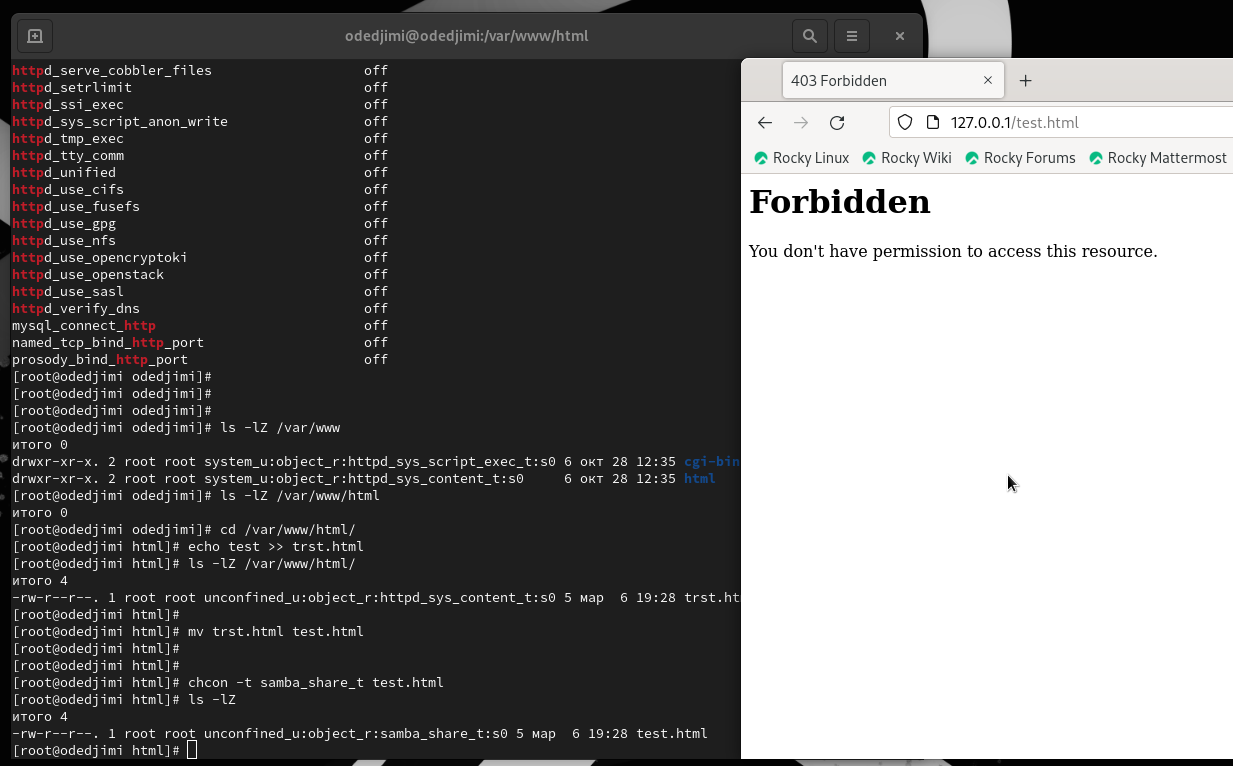 odedjimi@odedjimi:/var/www/html
httpd_serve_cobbler_files off
httpd_setrlimit off
httpd_ssi_exec off
httpd_sys_script_anon_write off
httpd_tmp_exec off
httpd_tty_comm off
httpd_unified off
httpd_use_cifs off
httpd_use_fusefs off
httpd_use_gpg off
httpd_use_nfs off
httpd_use_opencryptoki off
httpd_use_openstack off
httpd_use_sasl off
httpd_verify_dns off
mysql_connect_http off
named_tcp_bind_http_port off
prosody_bind_http_port off
[root@odedjimi odedjimi]#
[root@odedjimi odedjimi]#
[root@odedjimi odedjimi]#
[root@odedjimi odedjimi]# ls -lZ /var/www
итого 0
drwxr-xr-x. 2 root root system_u:object_r:httpd_sys_script_exec_t:s0 6 окт 28 12:35 cgi-bin
drwxr-xr-x. 2 root root system_u:object_r:httpd_sys_content_t:s0 6 окт 28 12:35 html
[root@odedjimi odedjimi]# ls -lZ /var/www/html
итого 0
[root@odedjimi odedjimi]# cd /var/www/html/
[root@odedjimi html]# echo test >> trst.html
[root@odedjimi html]# ls -lZ /var/www/html/
итого 4
-rw-r--r--. 1 root root unconfined_u:object_r:httpd_sys_content_t:s0 5 мар 6 19:28 trst.ht
[root@odedjimi html]#
[root@odedjimi html]# mv trst.html test.html
[root@odedjimi html]#
[root@odedjimi html]#
[root@odedjimi html]# chcon -t samba_share_t test.html
[root@odedjimi html]# ls -lZ
итого 4
-rw-r--r--. 1 root root unconfined_u:object_r:samba_share_t:s0 5 мар 6 19:28 test.html
[root@odedjimi html]#
403 Forbidden
127.0.0.1/test.html
Rocky Linux Rocky Wiki Rocky Forums Rocky Mattermost
Forbidden
You don't have permission to access this resource.